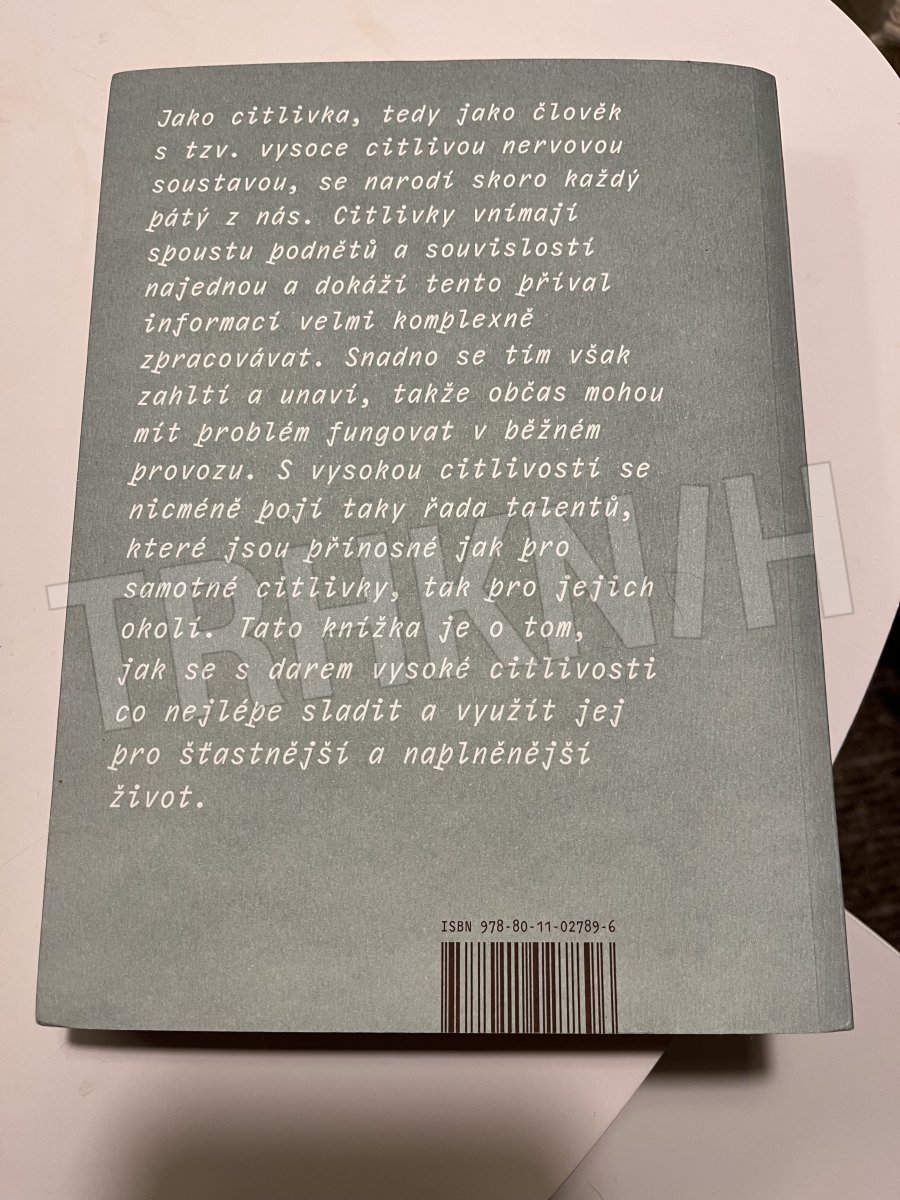 Jako citlivka, tedy jako člověk
s tzv. vysoce citlivou nervovou
soustavou, se narodí skoro každý
pátý z nás. Citlivky vnímají
spoustu podnětů a souvislostí
najednou a dokáží tento příval
informací velmi komplexně
zpracovávat. Snadno se tím však
zahltí a unaví, takže občas mohou
mít problém fungovat v běžném
provozu. S vysokou citlivostí se
nicméně pojí taky řada talentů,
které jsou přínosné jak pro
samotné citlivky, tak pro jejich
okolí. Tato knížka je o tom,
jak se s darem vysoké citlivosti
co nejlépe sladit a využít jej
pro šťastnější a naplněnější
život.
TRHKNIH
ISBN 978-80-11-02789-6